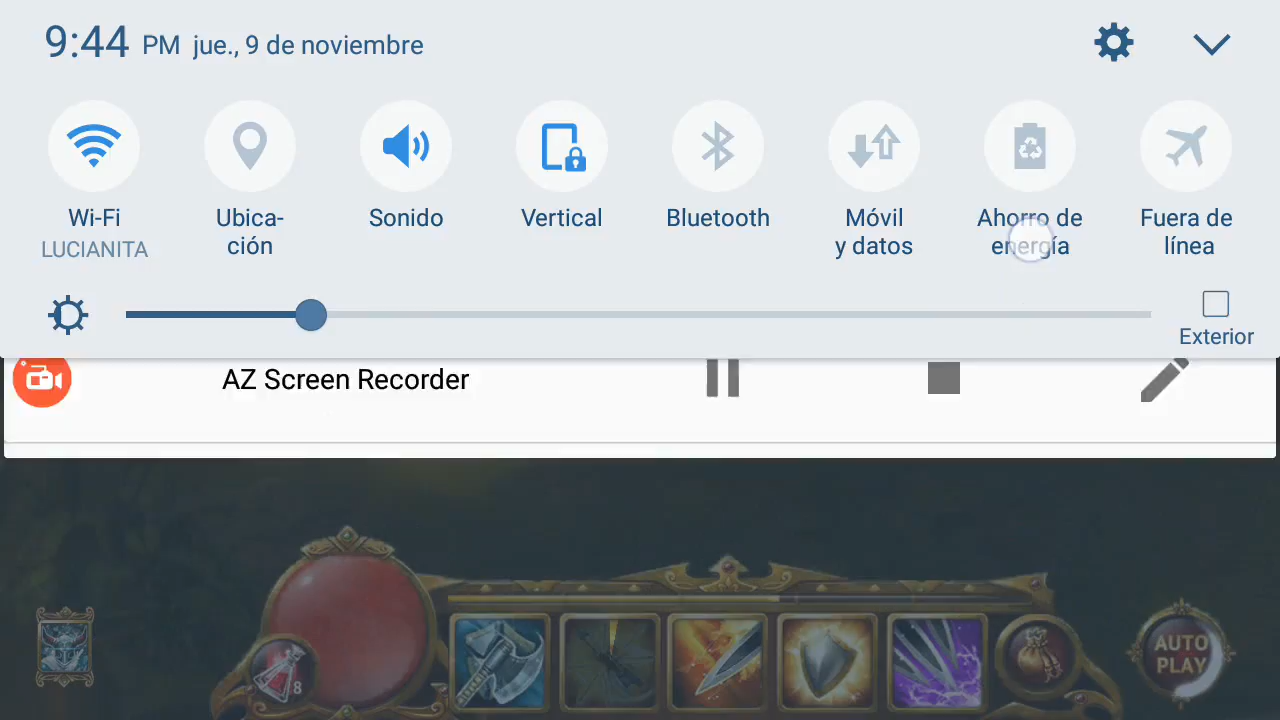 9:44 PM jue., 9 de noviembre
Wi-Fi
LUCIANITA
Ubica-
ción
Sonido
Vertical
Bluetooth
Móvil
y datos
Ahorro de
energía
Fuera de
línea
Exterior
AZ Screen Recorder
8
AUTO
PLAY